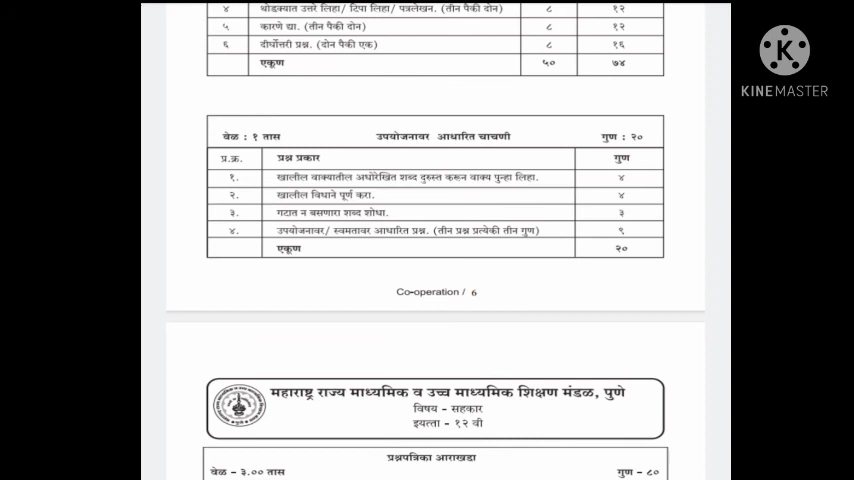 ४ थोडक्यात उत्तरे लिहा/ टिपा लिहा/ पत्रलेखन. (तीन पैकी दोन) ८ १२
५ कारणे द्या. (तीन पैकी दोन) ८ १२
६ दीर्घोत्तरी प्रश्न. (दोन पैकी एक) ८ १६
एकूण ५० ७४
KINEMASTER
वेळ : १ तास उपयोजनावर आधारित चाचणी गुण : २०
प्र.क्र. प्रश्न प्रकार गुण
१. खालील वाक्यातील अधोरेखित शब्द दुरुस्त करून वाक्य पुन्हा लिहा. ४
२. खालील विधाने पूर्ण करा. ४
३. गटात न बसणारा शब्द शोधा. ३
४. उपयोजनावर/ स्वमतावर आधारित प्रश्न. (तीन प्रश्न प्रत्येकी तीन गुण) ९
एकूण २०
Co-operation / 6
महाराष्ट्र राज्य माध्यमिक व उच्च माध्यमिक शिक्षण मंडळ, पुणे
विषय - सहकार
इयत्ता - १२ वी
प्रश्नपत्रिका आराखडा
वेळ - ३.०० तास गुण - ८०